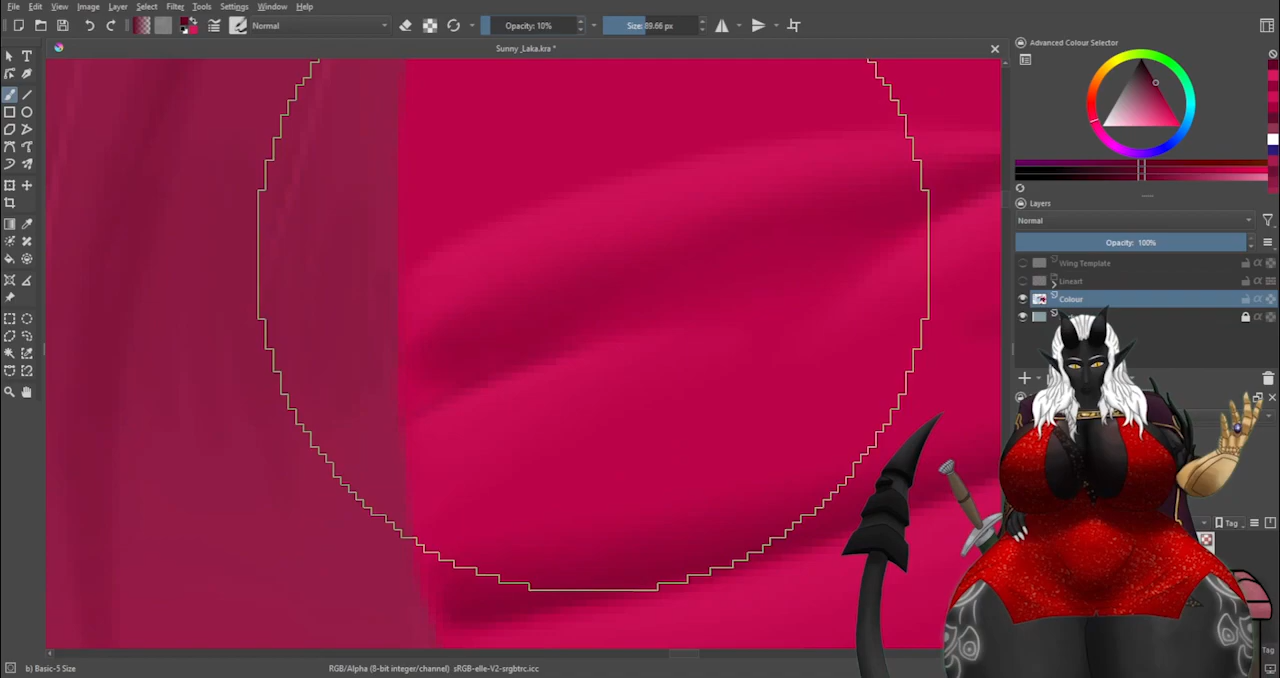 File Edit View Image Layer Select Filter Tools Settings Window Help
Normal
Opacity: 10%
Size: 89.66 px
Sunny_Laka.kra *
Advanced Colour Selector
Layers
Normal
Opacity: 100%
Wing Template
Lineart
Colour
Tag
Tag
b) Basic-5 Size
RGB/Alpha (8-bit integer/channel) sRGB-elle-V2-srgbtrc.icc